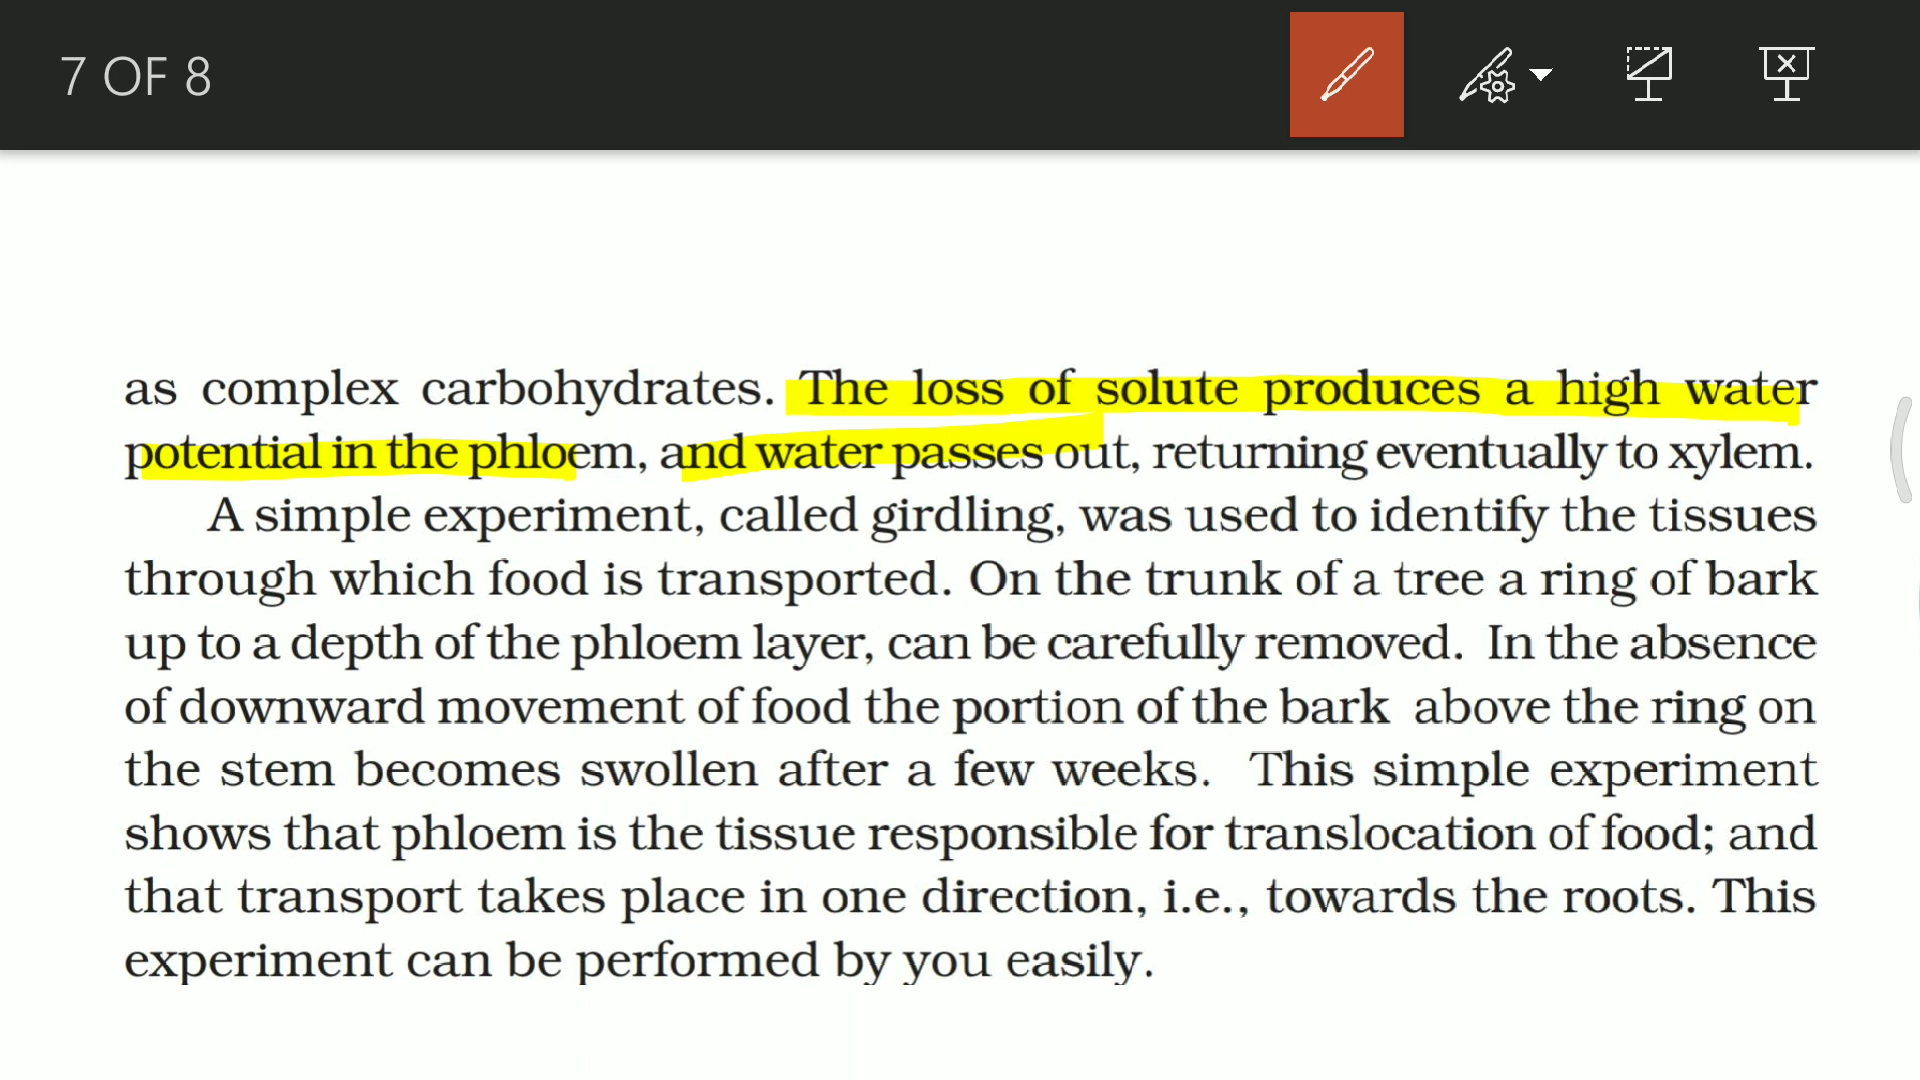 7 OF 8
as complex carbohydrates. The loss of solute produces a high water
potential in the phloem, and water passes out, returning eventually to xylem.
A simple experiment, called girdling, was used to identify the tissues
through which food is transported. On the trunk of a tree a ring of bark
up to a depth of the phloem layer, can be carefully removed. In the absence
of downward movement of food the portion of the bark above the ring on
the stem becomes swollen after a few weeks. This simple experiment
shows that phloem is the tissue responsible for translocation of food; and
that transport takes place in one direction, i.e., towards the roots. This
experiment can be performed by you easily.